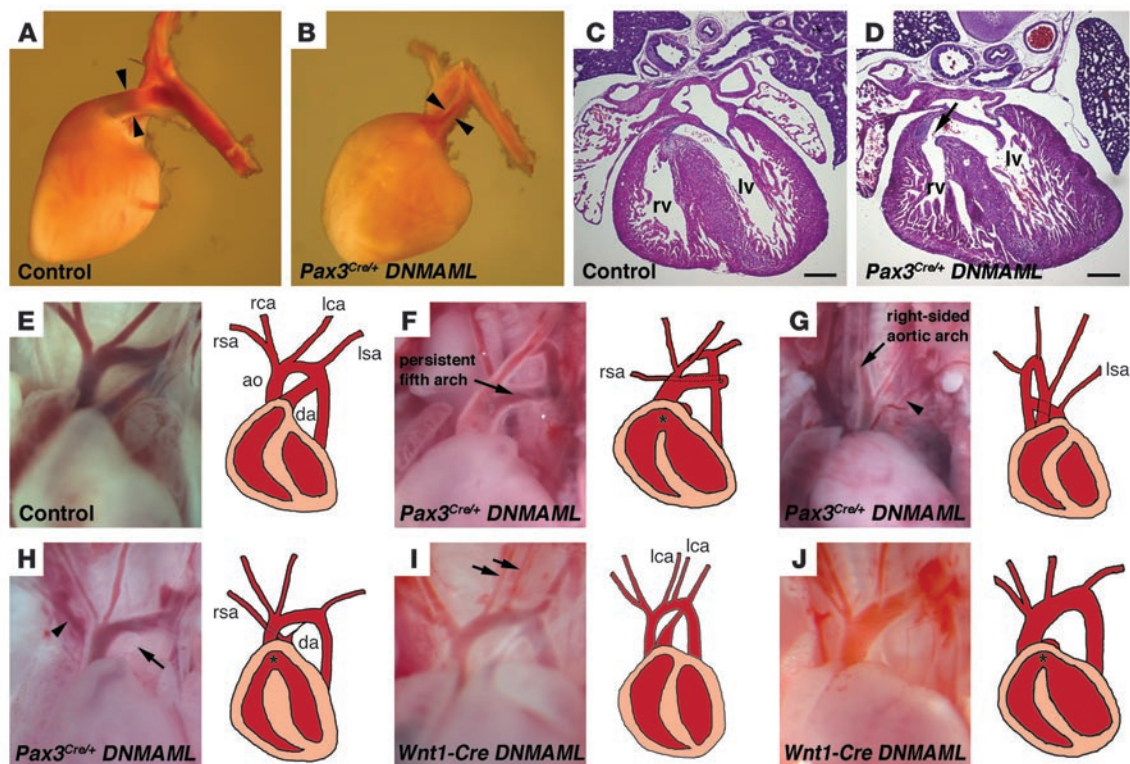 A
Control
B
Pax3Cre/+ DNMAML
C
rv
lv
Control
D
rv
lv
Pax3Cre/+ DNMAML
E
Control
rca
lca
rsa
lsa
ao
da
F
persistent
fifth arch
Pax3Cre/+ DNMAML
rsa
*
G
right-sided
aortic arch
Pax3Cre/+ DNMAML
lsa
H
Pax3Cre/+ DNMAML
rsa
da
*
I
Wnt1-Cre DNMAML
lca
lca
J
Wnt1-Cre DNMAML
*